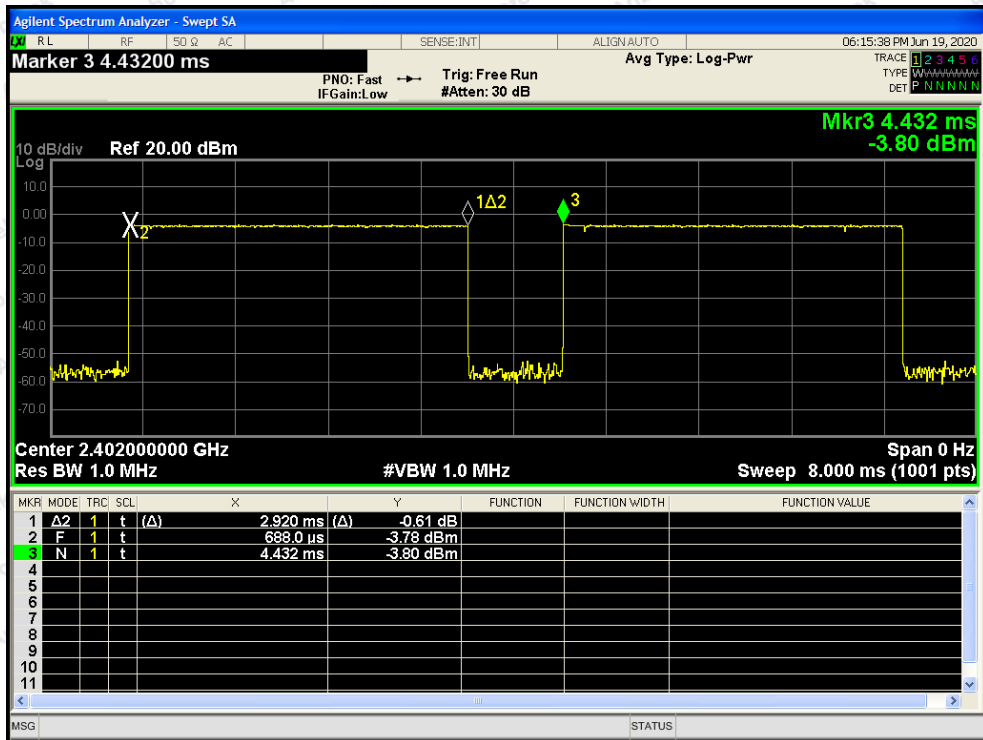 Agilent Spectrum Analyzer - Swept SA
LXI RL RF 50 Ω AC SENSE:INT ALIGNAUTO 06:15:38 PM Jun 19, 2020
Marker 3 4.43200 ms
PNO: Fast
IFGain:Low
Trig: Free Run
#Atten: 30 dB
Avg Type: Log-Pwr
TRACE 1 2 3 4 5 6
TYPE W
DET P N N N N N
Mkr3 4.432 ms
-3.80 dBm
10 dB/div Ref 20.00 dBm
Log
10.0
0.00
-10.0
-20.0
-30.0
-40.0
-50.0
-60.0
-70.0
2
1Δ2
3
Center 2.402000000 GHz Span 0 Hz
Res BW 1.0 MHz #VBW 1.0 MHz Sweep 8.000 ms (1001 pts)
MKR MODE TRC SCL X Y FUNCTION FUNCTION WIDTH FUNCTION VALUE
1 Δ2 1 t (Δ) 2.920 ms (Δ) -0.61 dB
2 F 1 t 688.0 µs -3.78 dBm
3 N 1 t 4.432 ms -3.80 dBm
4
5
6
7
8
9
10
11
MSG STATUS